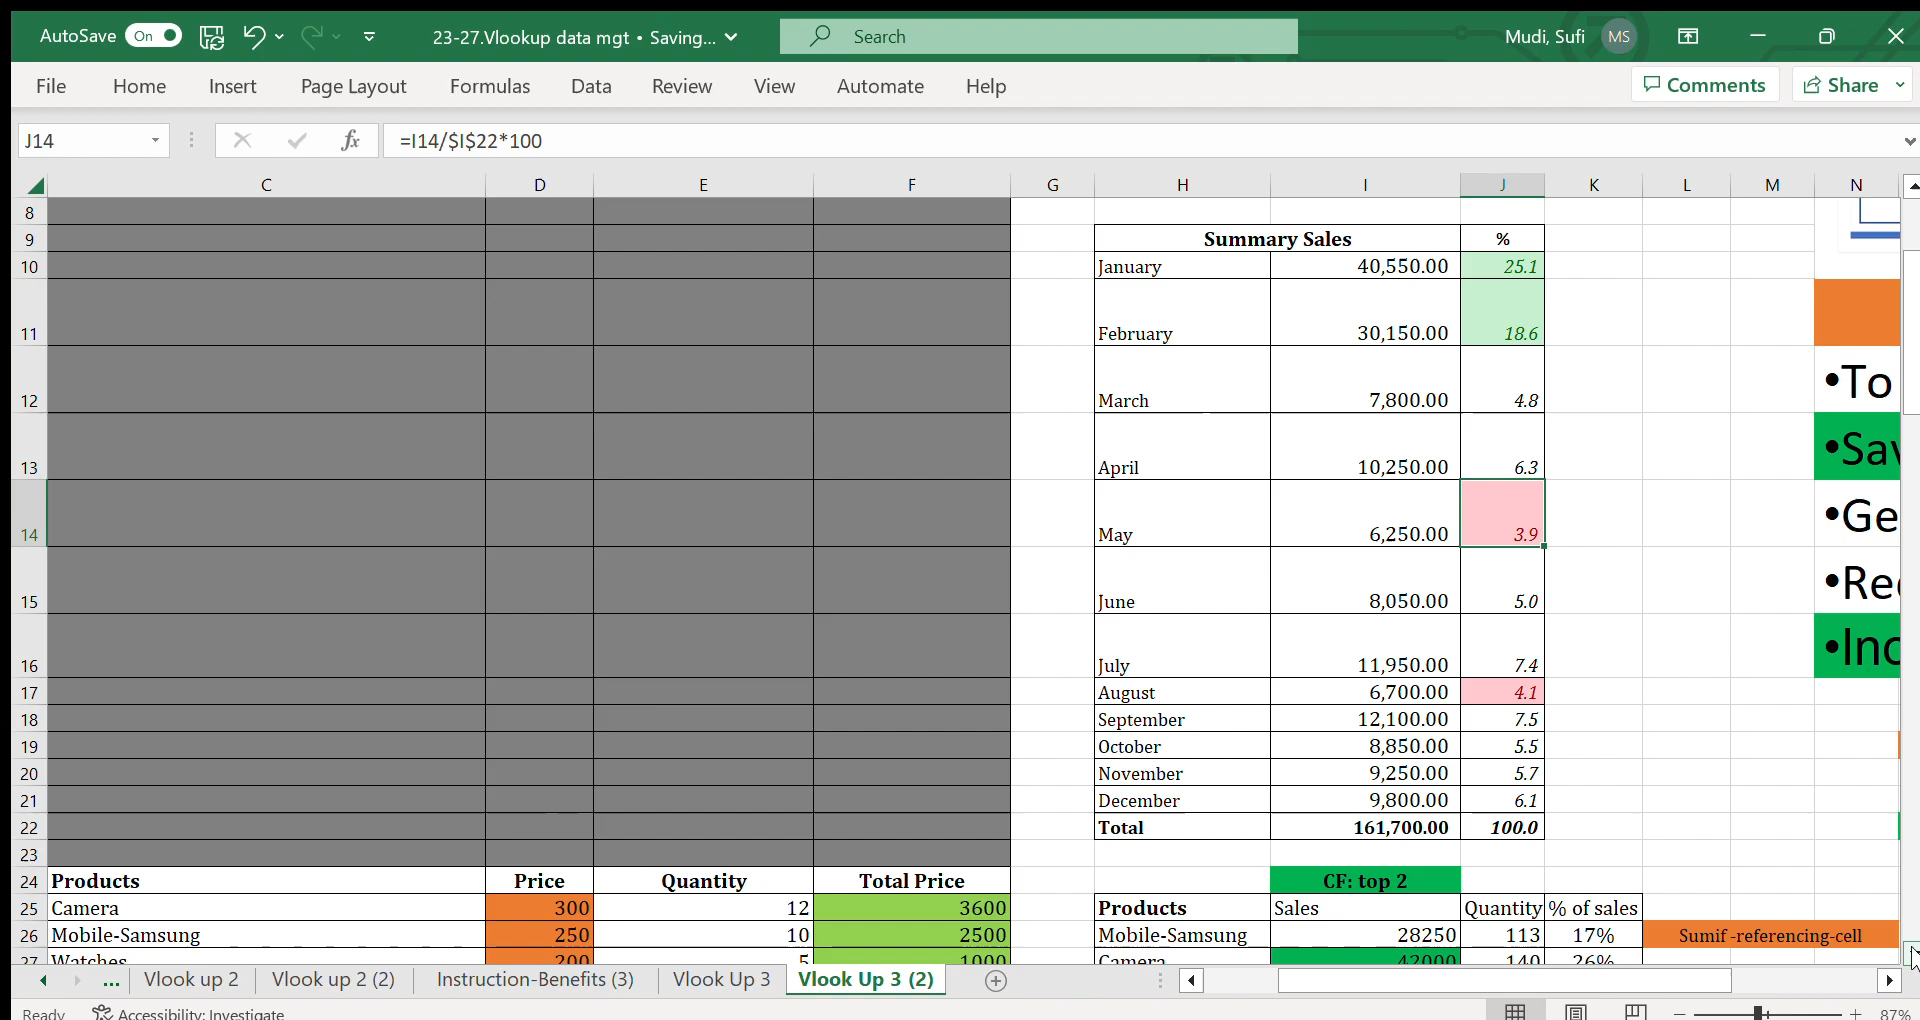 AutoSave On 23-27.Vlookup data mgt • Saving... Search Mudi, Sufi MS
File Home Insert Page Layout Formulas Data Review View Automate Help Comments Share
J14 fx =I14/$I$22*100
C D E F G H I J K L M N
8
9 Summary Sales %
10 January 40,550.00 25.1
11 February 30,150.00 18.6
12 March 7,800.00 4.8 •To
13 April 10,250.00 6.3 •Sav
14 May 6,250.00 3.9 •Ge
15 June 8,050.00 5.0 •Rec
16 July 11,950.00 7.4 •Inc
17 August 6,700.00 4.1
18 September 12,100.00 7.5
19 October 8,850.00 5.5
20 November 9,250.00 5.7
21 December 9,800.00 6.1
22 Total 161,700.00 100.0
23
24 Products Price Quantity Total Price CF: top 2
25 Camera 300 12 3600 Products Sales Quantity % of sales
26 Mobile-Samsung 250 10 2500 Mobile-Samsung 28250 113 17% Sumif -referencing-cell
27 Watches 200 5 1000 Camera 42000 140 26%
... Vlook up 2 Vlook up 2 (2) Instruction-Benefits (3) Vlook Up 3 Vlook Up 3 (2)
Ready Accessibility: Investigate 87%